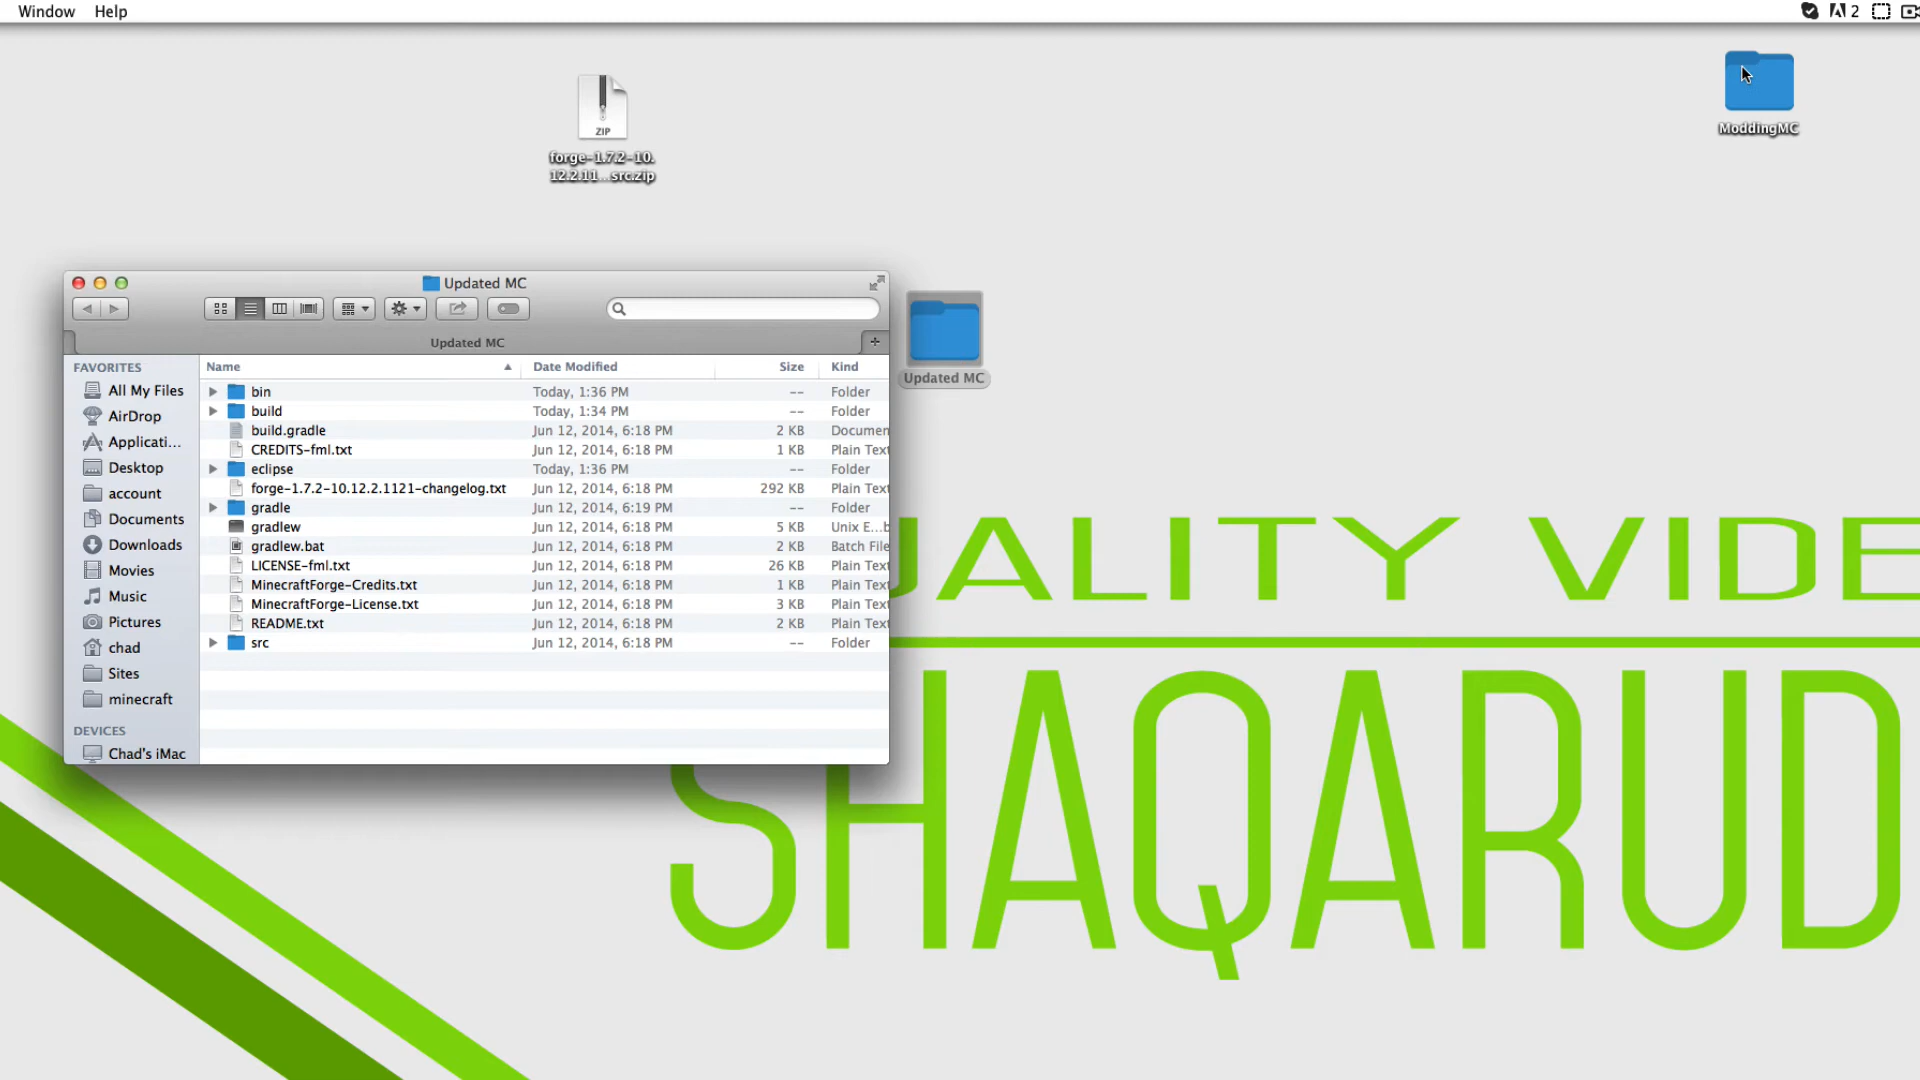 Window Help
2
ZIP
forge-1.7.2-10.
12.2.11...src.zip
ModdingMC
Updated MC
Updated MC
Updated MC
FAVORITES
All My Files
AirDrop
Applicati...
Desktop
account
Documents
Downloads
Movies
Music
Pictures
chad
Sites
minecraft
DEVICES
Chad's iMac
Name Date Modified Size Kind
bin Today, 1:36 PM -- Folder
build Today, 1:34 PM -- Folder
build.gradle Jun 12, 2014, 6:18 PM 2 KB Documen
CREDITS-fml.txt Jun 12, 2014, 6:18 PM 1 KB Plain Text
eclipse Today, 1:36 PM -- Folder
forge-1.7.2-10.12.2.1121-changelog.txt Jun 12, 2014, 6:18 PM 292 KB Plain Text
gradle Jun 12, 2014, 6:19 PM -- Folder
gradlew Jun 12, 2014, 6:18 PM 5 KB Unix E...b
gradlew.bat Jun 12, 2014, 6:18 PM 2 KB Batch File
LICENSE-fml.txt Jun 12, 2014, 6:18 PM 26 KB Plain Text
MinecraftForge-Credits.txt Jun 12, 2014, 6:18 PM 1 KB Plain Text
MinecraftForge-License.txt Jun 12, 2014, 6:18 PM 3 KB Plain Text
README.txt Jun 12, 2014, 6:18 PM 2 KB Plain Text
src Jun 12, 2014, 6:18 PM -- Folder
UALITY VIDE
SHAQARUD